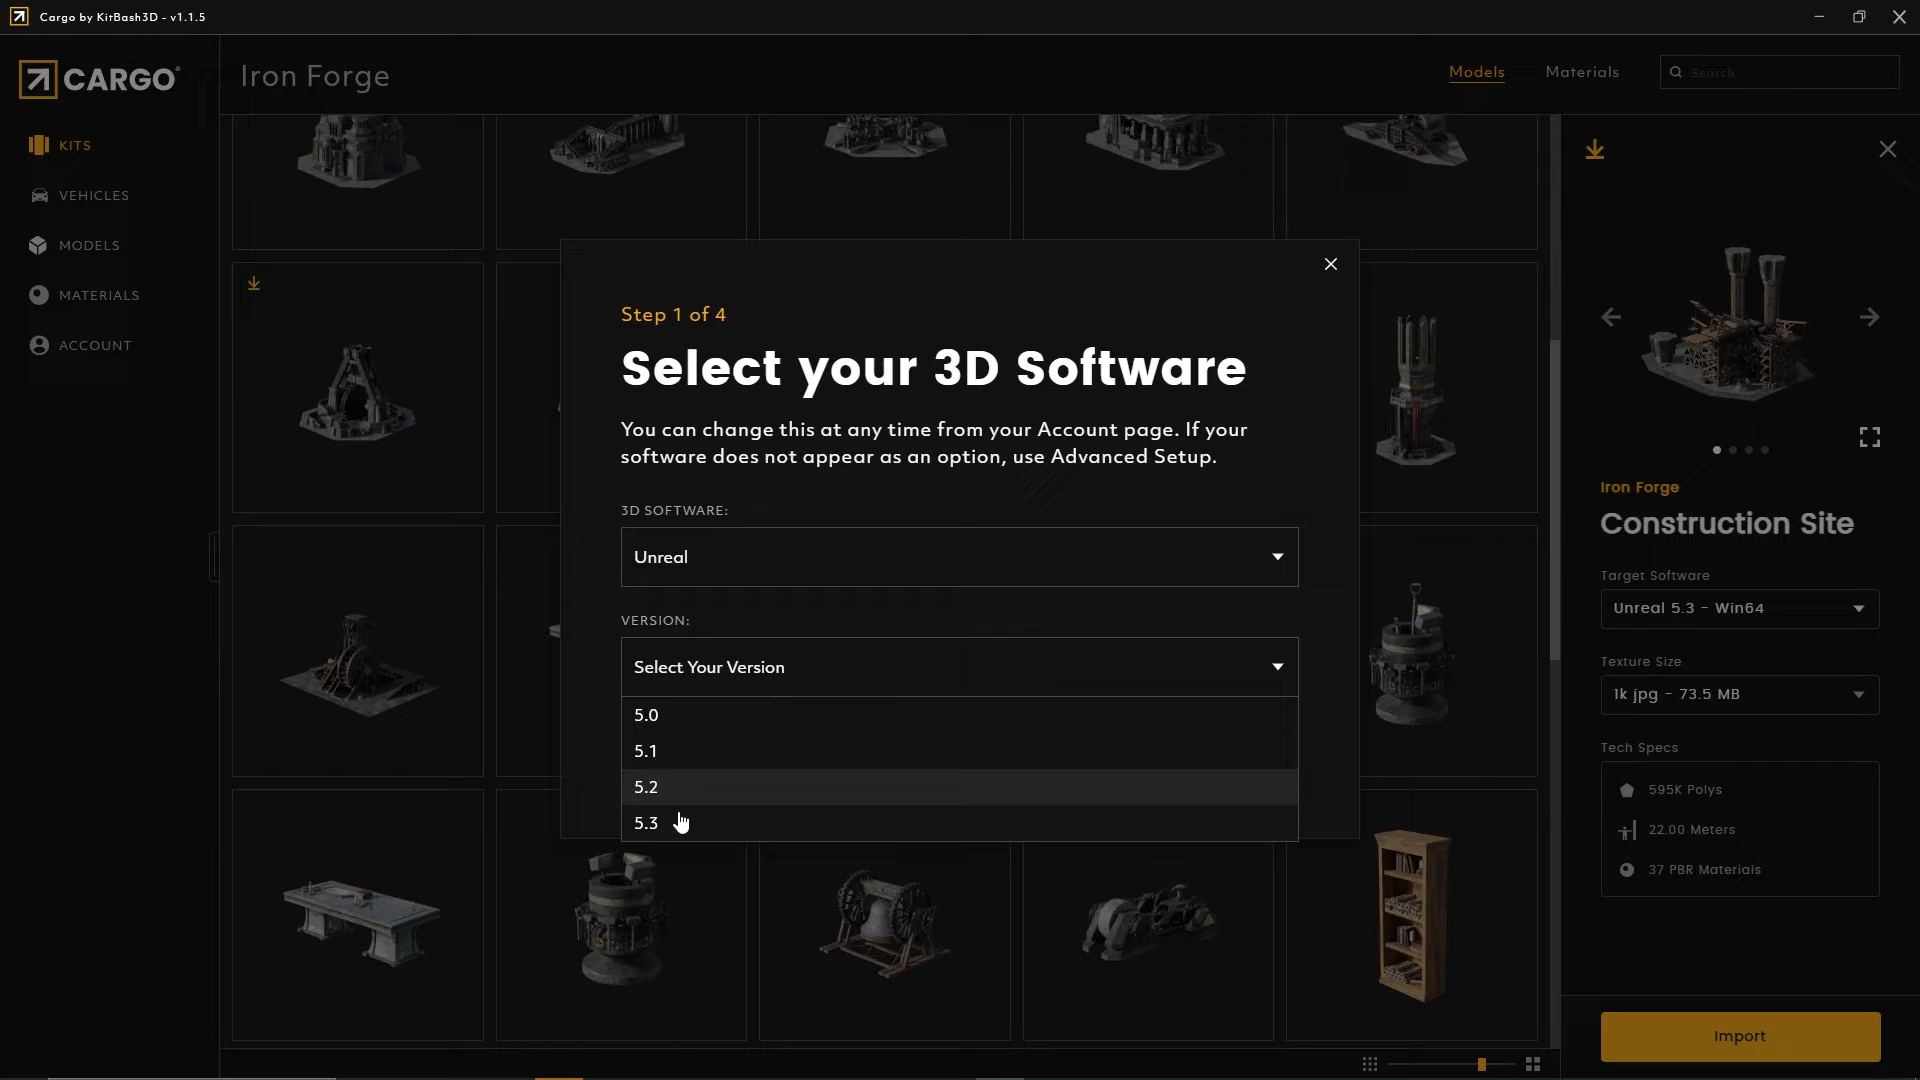 Cargo by KitBash3D - v1.1.5
CARGO
Iron Forge
Models
Materials
Search
KITS
VEHICLES
MODELS
MATERIALS
ACCOUNT
Step 1 of 4
Select your 3D Software
You can change this at any time from your Account page. If your
software does not appear as an option, use Advanced Setup.
3D SOFTWARE:
Unreal
VERSION:
Select Your Version
5.0
5.1
5.2
5.3
Iron Forge
Construction Site
Target Software
Unreal 5.3 - Win64
Texture Size
1k jpg - 73.5 MB
Tech Specs
595K Polys
22.00 Meters
37 PBR Materials
Import